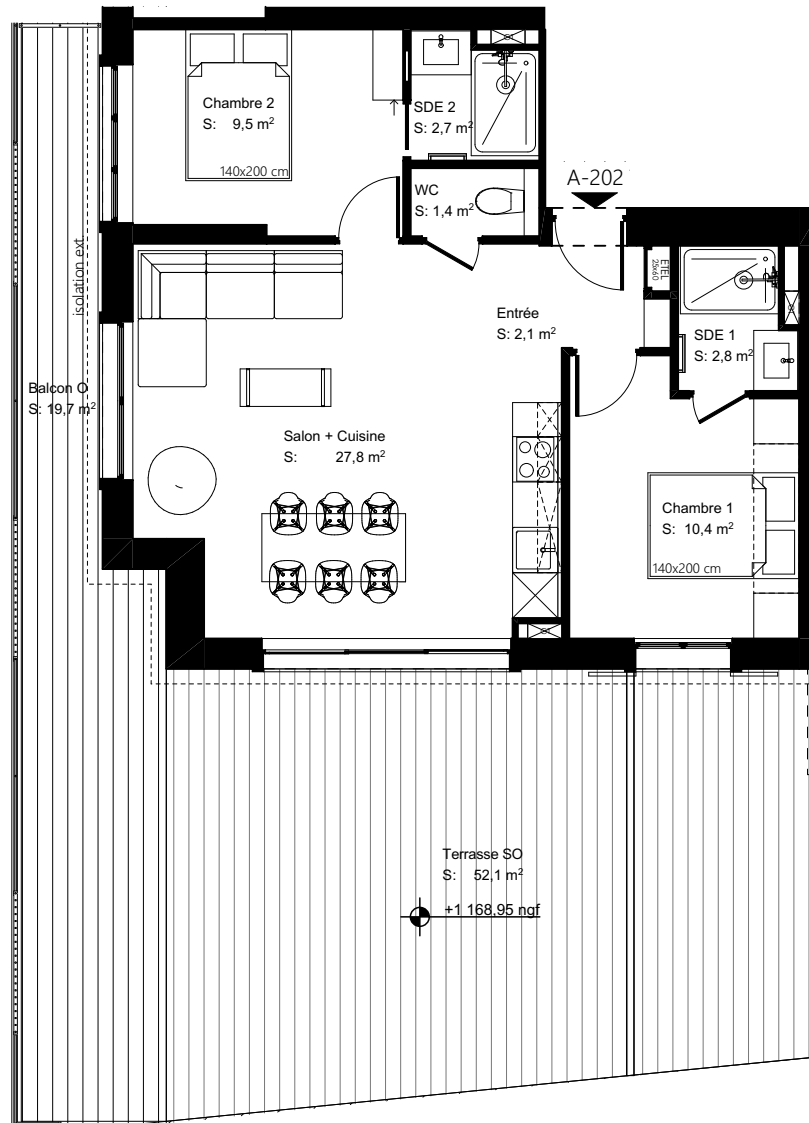 Chambre 2
S: 9,5 m²
140x200 cm
SDE 2
S: 2,7 m²
WC
S: 1,4 m²
A-202
isolation ext.
ETEL
25x60
Entrée
S: 2,1 m²
SDE 1
S: 2,8 m²
Balcon O
S: 19,7 m²
Salon + Cuisine
S: 27,8 m²
Chambre 1
S: 10,4 m²
140x200 cm
Terrasse SO
S: 52,1 m²
+1 168,95 ngf